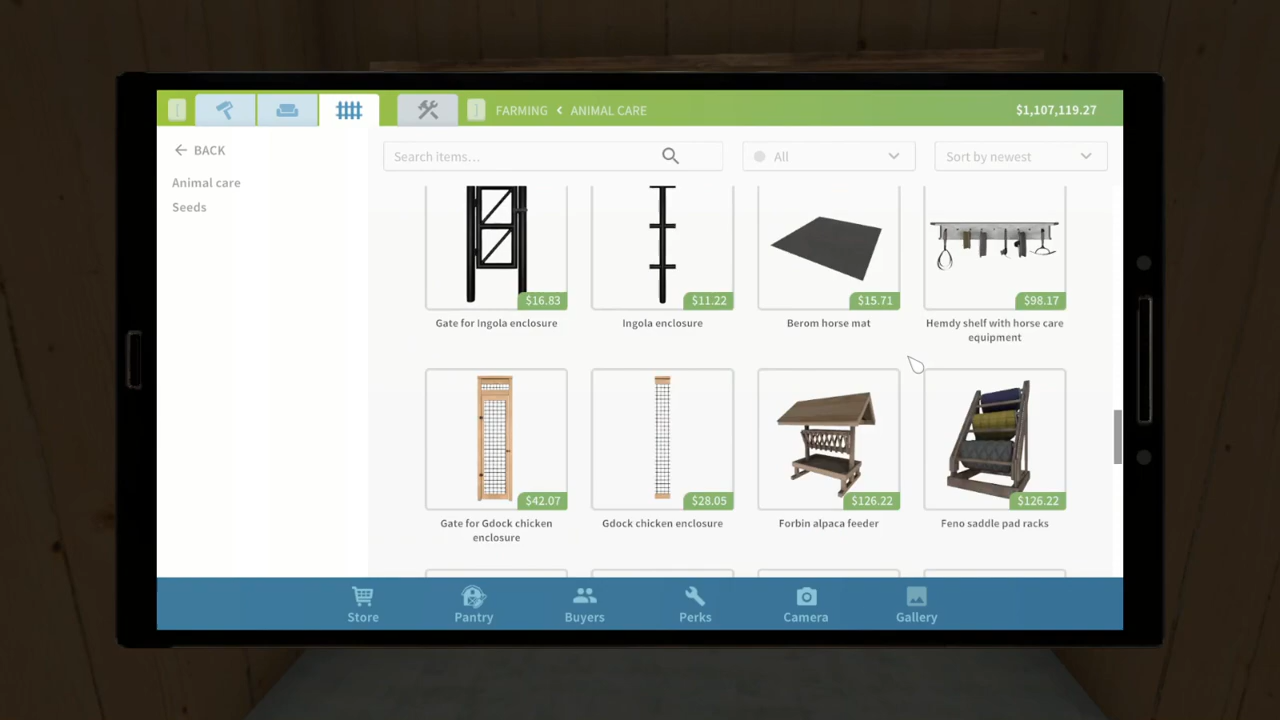 FARMING < ANIMAL CARE
$1,107,119.27
BACK
Search items...
All
Sort by newest
Animal care
Seeds
$16.83
$11.22
$15.71
$98.17
Gate for Ingola enclosure
Ingola enclosure
Berom horse mat
Hemdy shelf with horse care
equipment
$42.07
$28.05
$126.22
$126.22
Gate for Gdock chicken
enclosure
Gdock chicken enclosure
Forbin alpaca feeder
Feno saddle pad racks
Store
Pantry
Buyers
Perks
Camera
Gallery